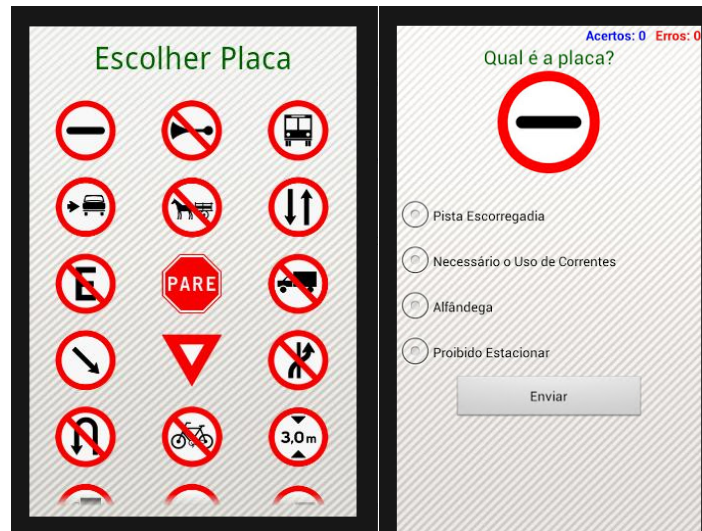 Escolher Placa
E
PARE
3,0m
Acertos: 0 Erros: 0
Qual é a placa?
Pista Escorregadia
Necessário o Uso de Correntes
Alfândega
Proibido Estacionar
Enviar